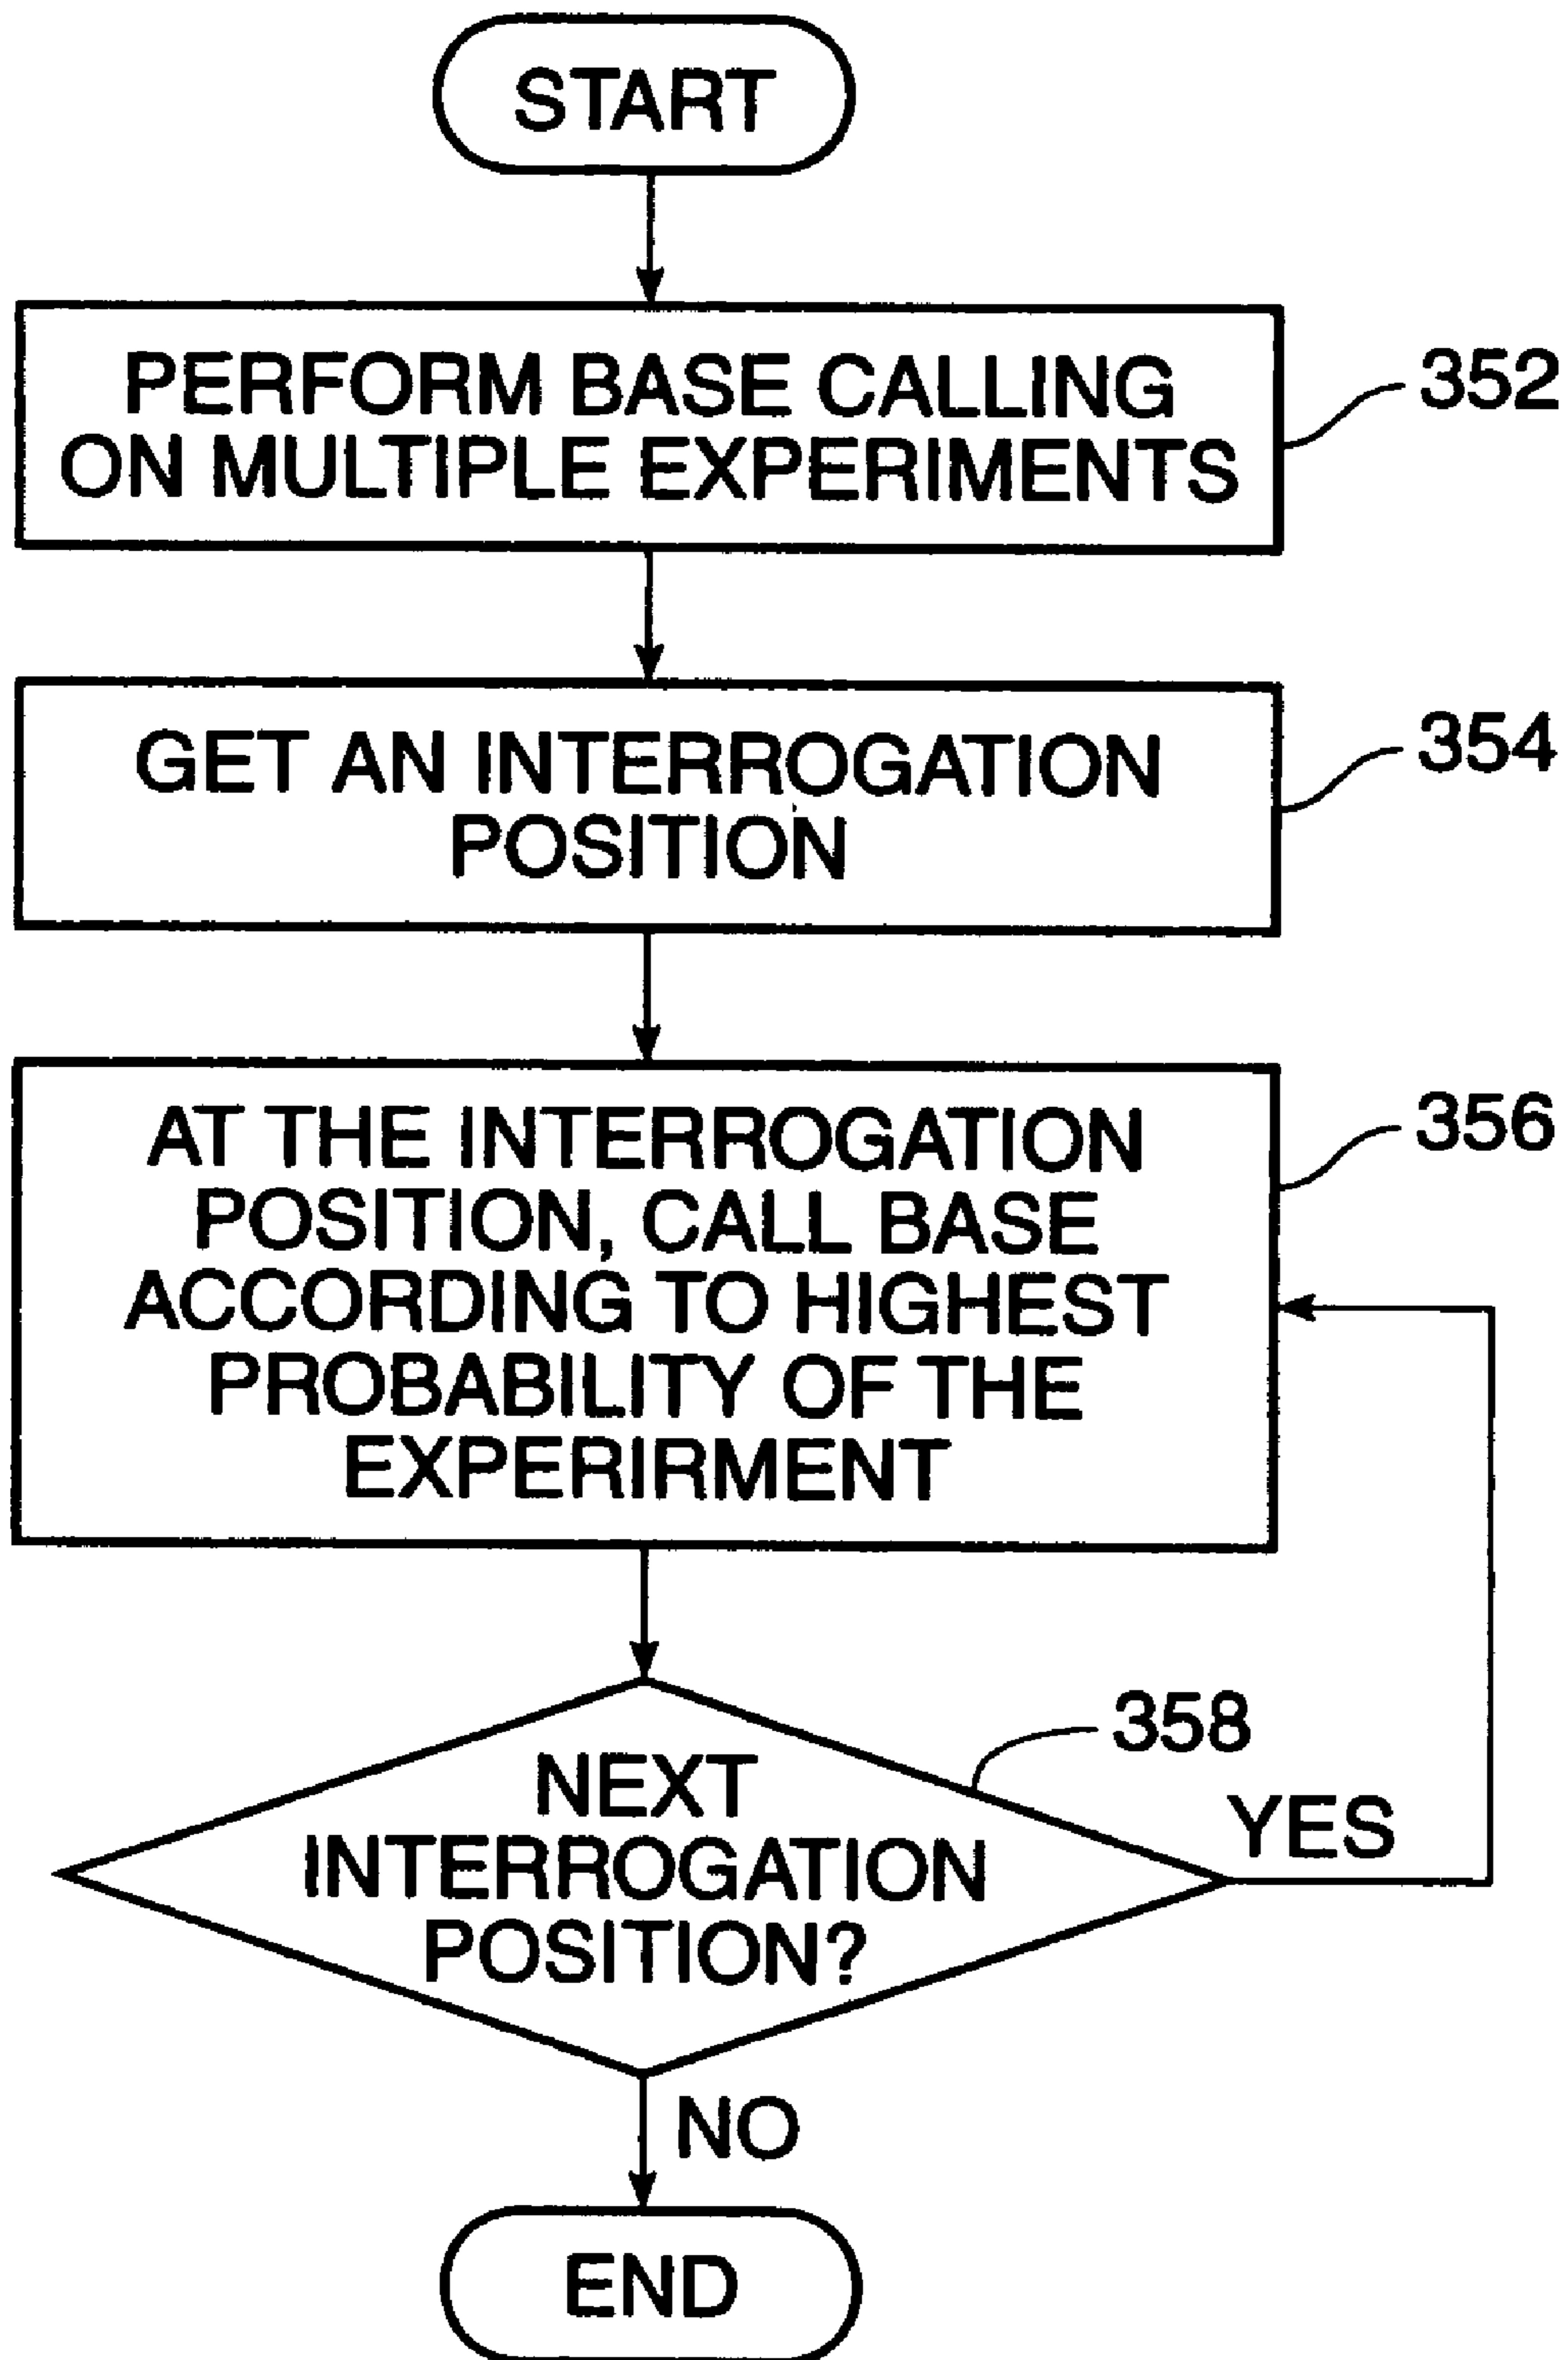 START
PERFORM BASE CALLING
ON MULTIPLE EXPERIMENTS
352
GET AN INTERROGATION
POSITION
354
AT THE INTERROGATION
POSITION, CALL BASE
ACCORDING TO HIGHEST
PROBABILITY OF THE
EXPERIRMENT
356
NEXT
INTERROGATION
POSITION?
358
YES
NO
END